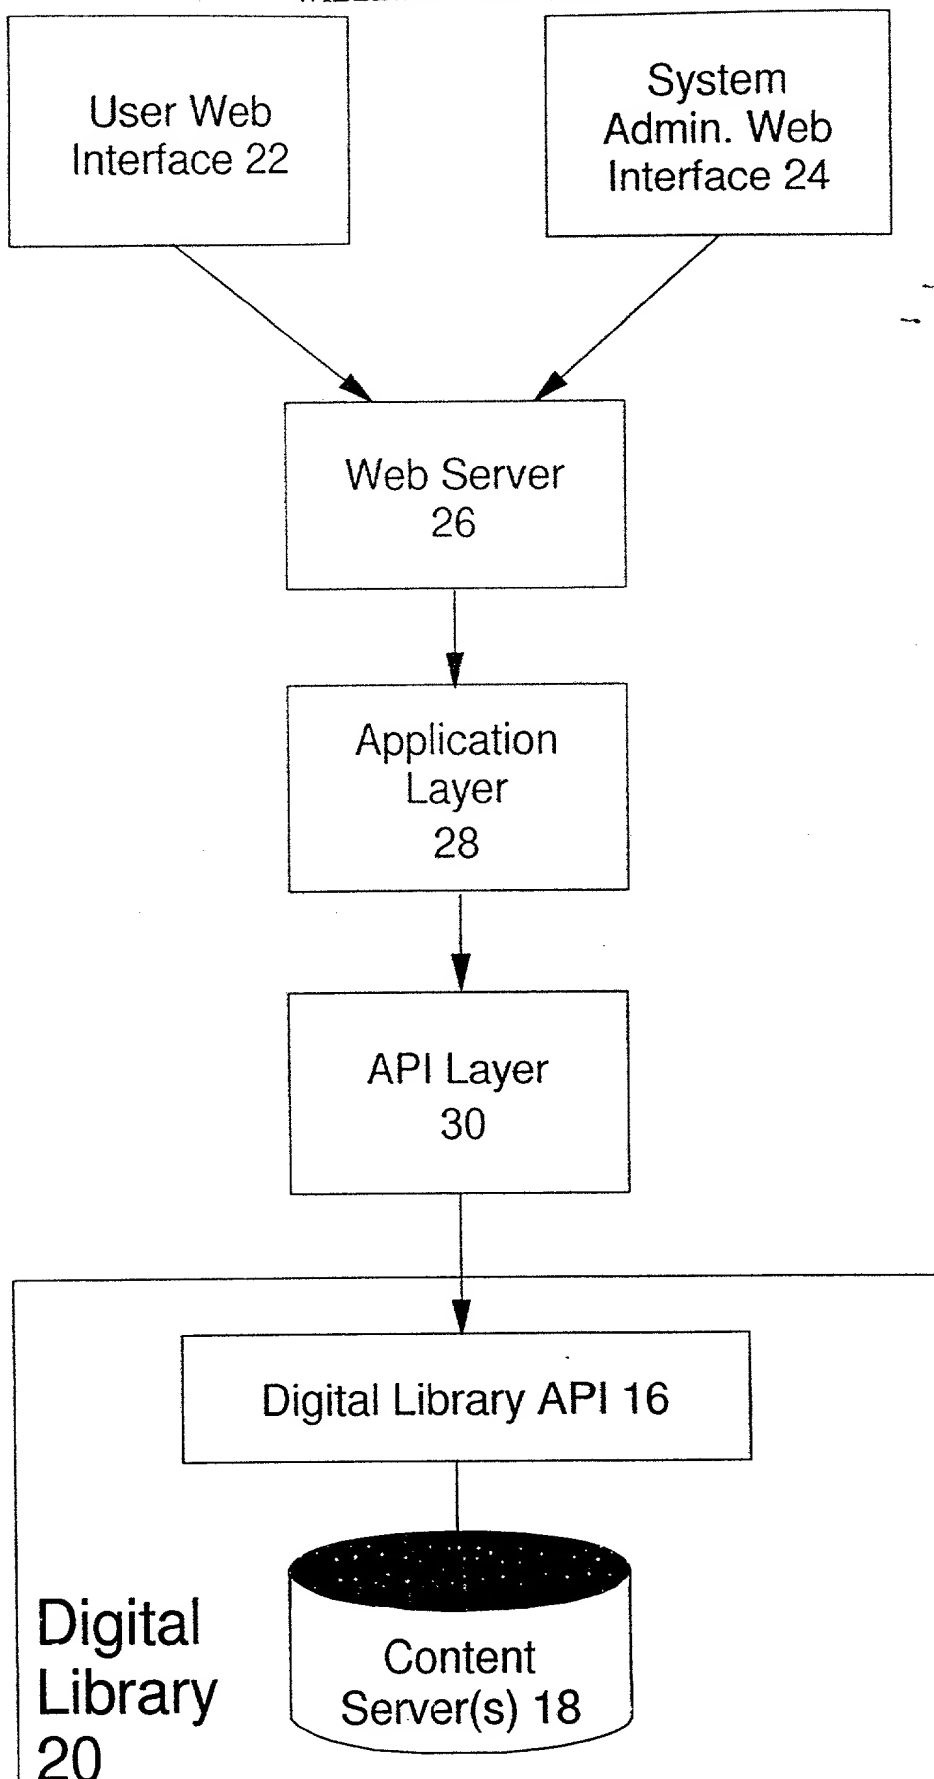 User Web
Interface 22
System
Admin. Web
Interface 24
Web Server
26
Application
Layer
28
API Layer
30
Digital Library API 16
Content
Server(s) 18
Digital
Library
20